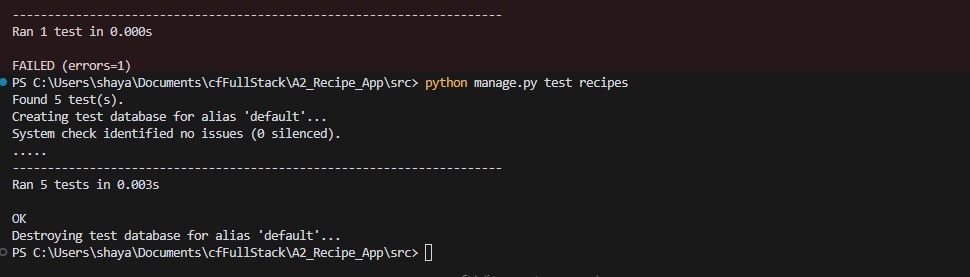 ----------------------------------------------------------------------
Ran 1 test in 0.000s
FAILED (errors=1)
PS C:\Users\shaya\Documents\cfFullStack\A2_Recipe_App\src> python manage.py test recipes
Found 5 test(s).
Creating test database for alias 'default'...
System check identified no issues (0 silenced).
.....
----------------------------------------------------------------------
Ran 5 tests in 0.003s
OK
Destroying test database for alias 'default'...
PS C:\Users\shaya\Documents\cfFullStack\A2_Recipe_App\src>